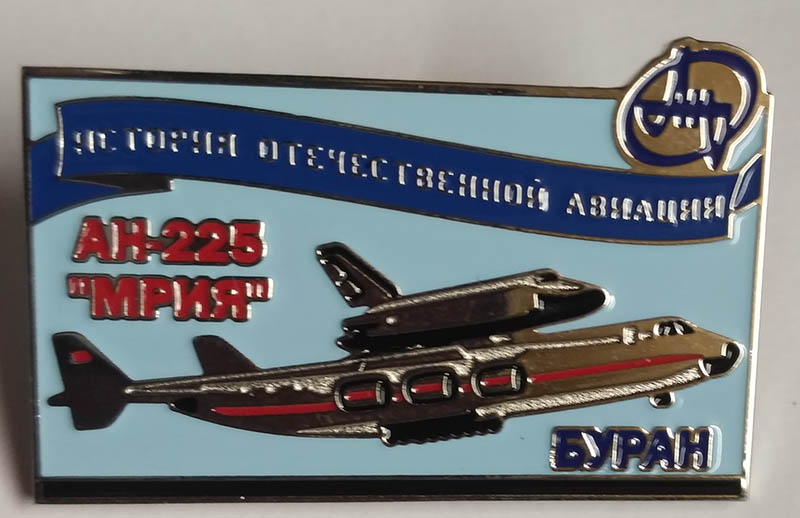 ИСТОРИЯ ОТЕЧЕСТВЕННОЙ АВИАЦИИ
АН-225
"МРИЯ"
БУРАН